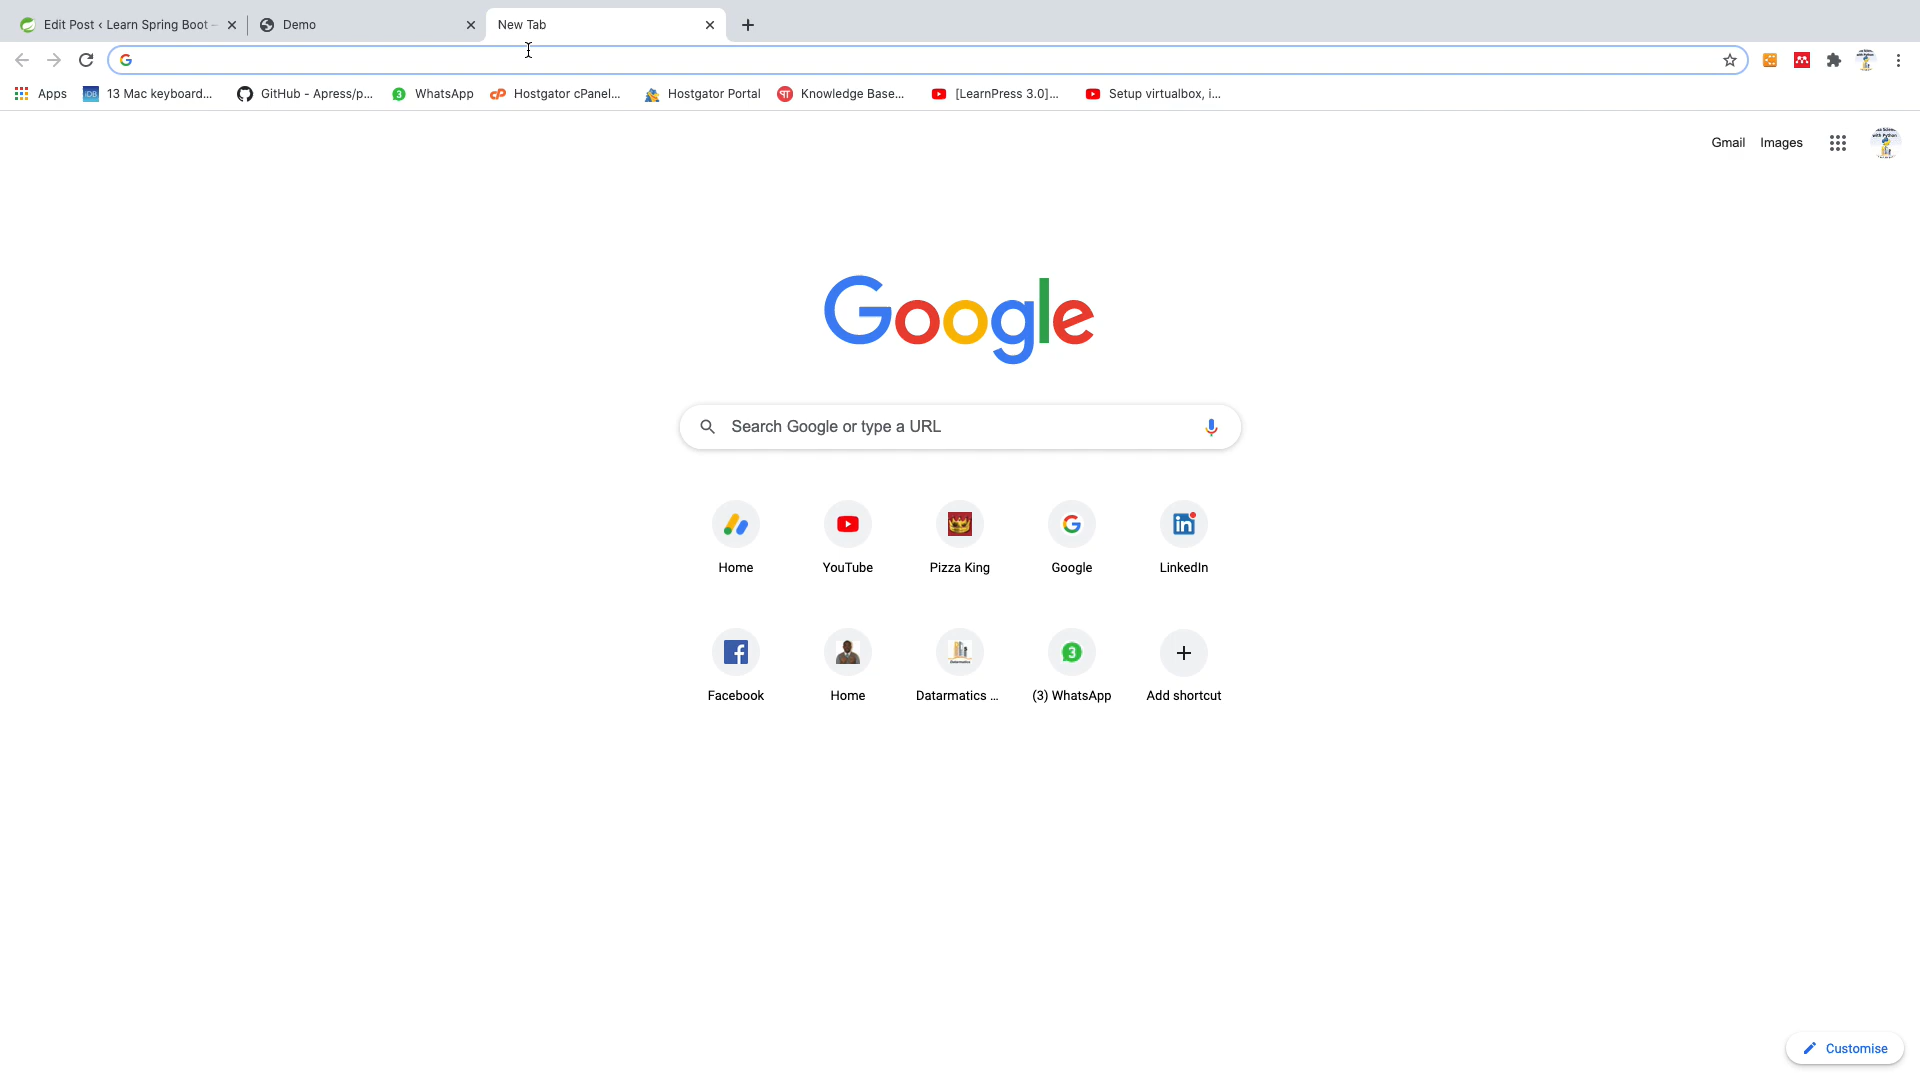 Edit Post ‹ Learn Spring Boot –
Demo
New Tab
Apps
13 Mac keyboard...
GitHub - Apress/p...
WhatsApp
Hostgator cPanel...
Hostgator Portal
Knowledge Base...
[LearnPress 3.0]...
Setup virtualbox, i...
Gmail
Images
Google
Search Google or type a URL
Home
YouTube
Pizza King
Google
LinkedIn
Facebook
Home
Datarmatics ...
(3) WhatsApp
Add shortcut
Customise